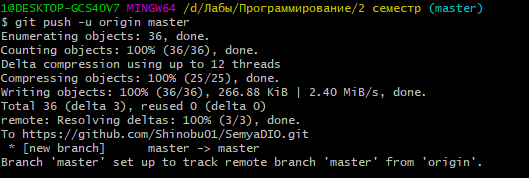 1@DESKTOP-GCS40V7 MINGW64 /d/Лабы/Программирование/2 семестр (master)
$ git push -u origin master
Enumerating objects: 36, done.
Counting objects: 100% (36/36), done.
Delta compression using up to 12 threads
Compressing objects: 100% (25/25), done.
Writing objects: 100% (36/36), 266.88 KiB | 2.40 MiB/s, done.
Total 36 (delta 3), reused 0 (delta 0)
remote: Resolving deltas: 100% (3/3), done.
To https://github.com/Shinobu01/SemyaDIO.git
 * [new branch]      master -> master
Branch 'master' set up to track remote branch 'master' from 'origin'.